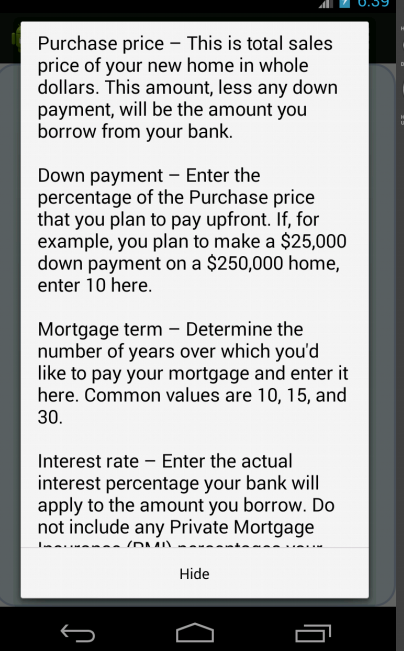 6:39
Purchase price – This is total sales
price of your new home in whole
dollars. This amount, less any down
payment, will be the amount you
borrow from your bank.
Down payment – Enter the
percentage of the Purchase price
that you plan to pay upfront. If, for
example, you plan to make a $25,000
down payment on a $250,000 home,
enter 10 here.
Mortgage term – Determine the
number of years over which you'd
like to pay your mortgage and enter it
here. Common values are 10, 15, and
30.
Interest rate – Enter the actual
interest percentage your bank will
apply to the amount you borrow. Do
not include any Private Mortgage
Insurance (PMI) percentages your
Hide